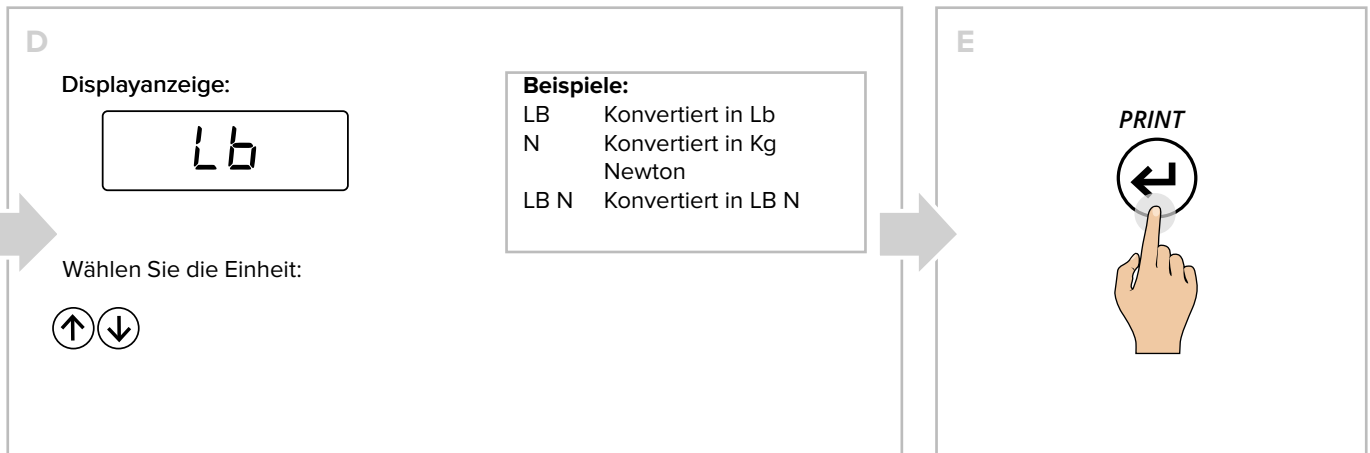 D
Displayanzeige:
Lb
Wählen Sie die Einheit:
Beispiele:
LB Konvertiert in Lb
N Konvertiert in Kg
Newton
LB N Konvertiert in LB N
E
PRINT